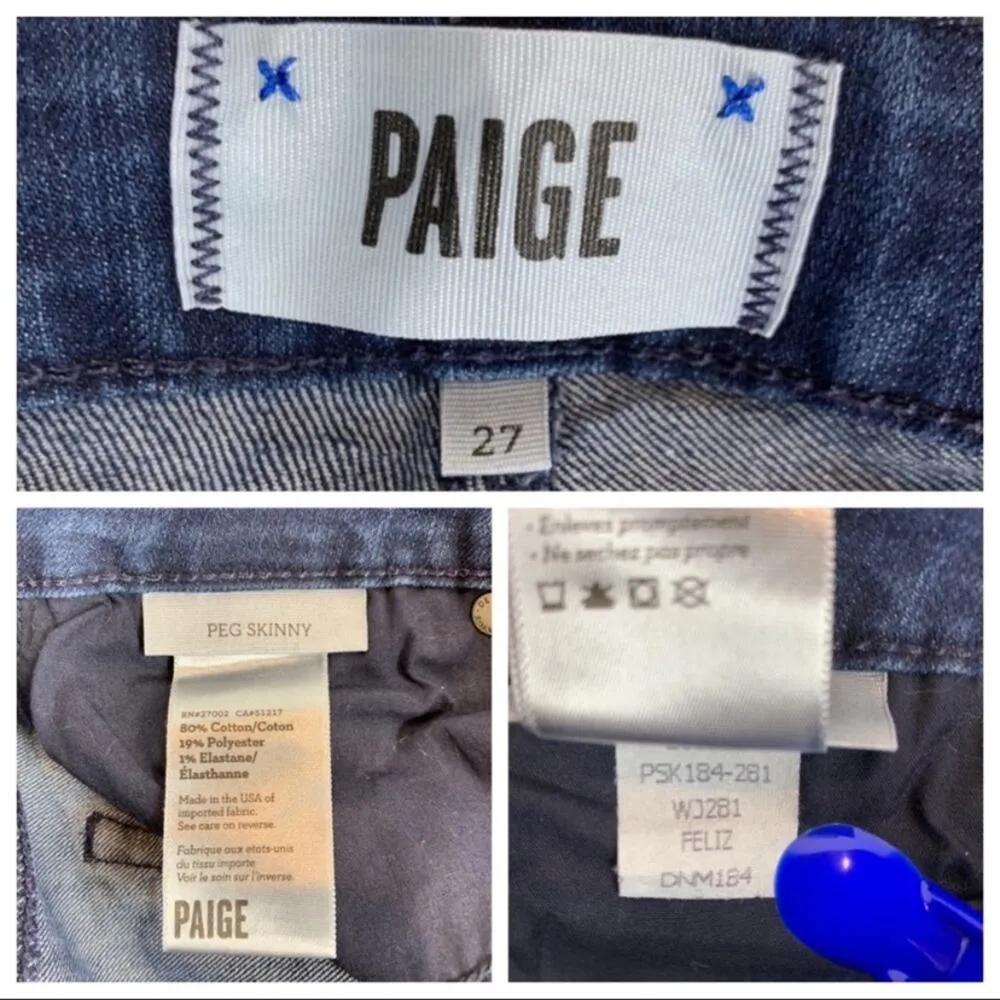 PAIGE
27
PEG SKINNY
RN#27002 CA#51217
80% Cotton/Coton
19% Polyester
1% Elastane/
Élasthanne
Made in the USA of
imported fabric.
See care on reverse.
Fabrique aux etats-unis
du tissu importe
Voir le soin sur l'inverse.
PAIGE
• Enleves promptement
• Ne sechez pas propre
PSK184-281
WJ281
FELIZ
DNM184